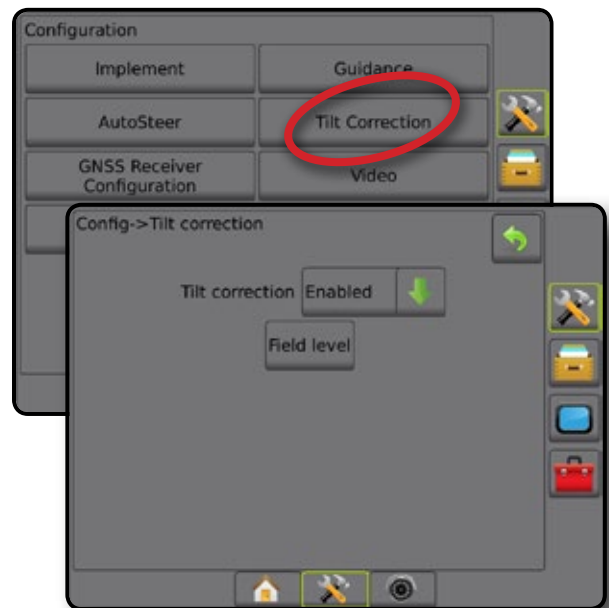 Configuration
Implement
Guidance
AutoSteer
Tilt Correction
GNSS Receiver
Configuration
Video
Config->Tilt correction
Tilt correction Enabled
Field level